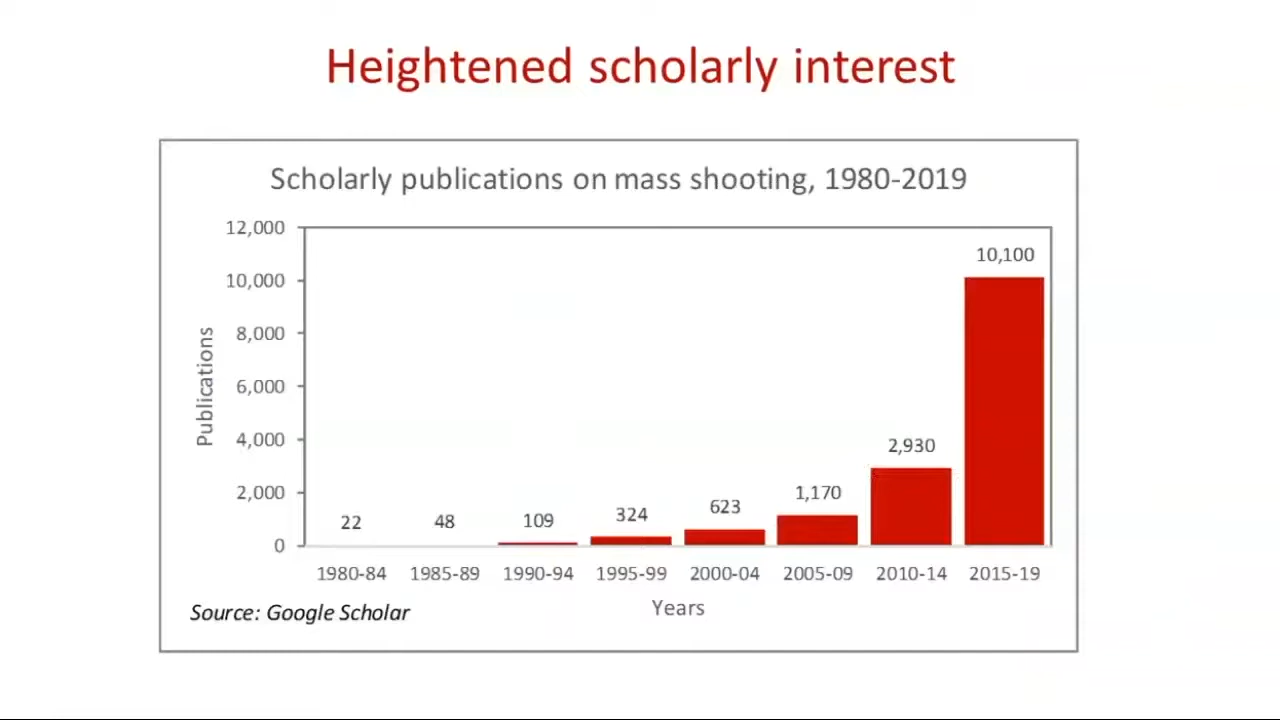 Heightened scholarly interest
Scholarly publications on mass shooting, 1980-2019
12,000
10,000
8,000
6,000
4,000
2,000
0
Publications
22
48
109
324
623
1,170
2,930
10,100
1980-84 1985-89 1990-94 1995-99 2000-04 2005-09 2010-14 2015-19
Years
Source: Google Scholar